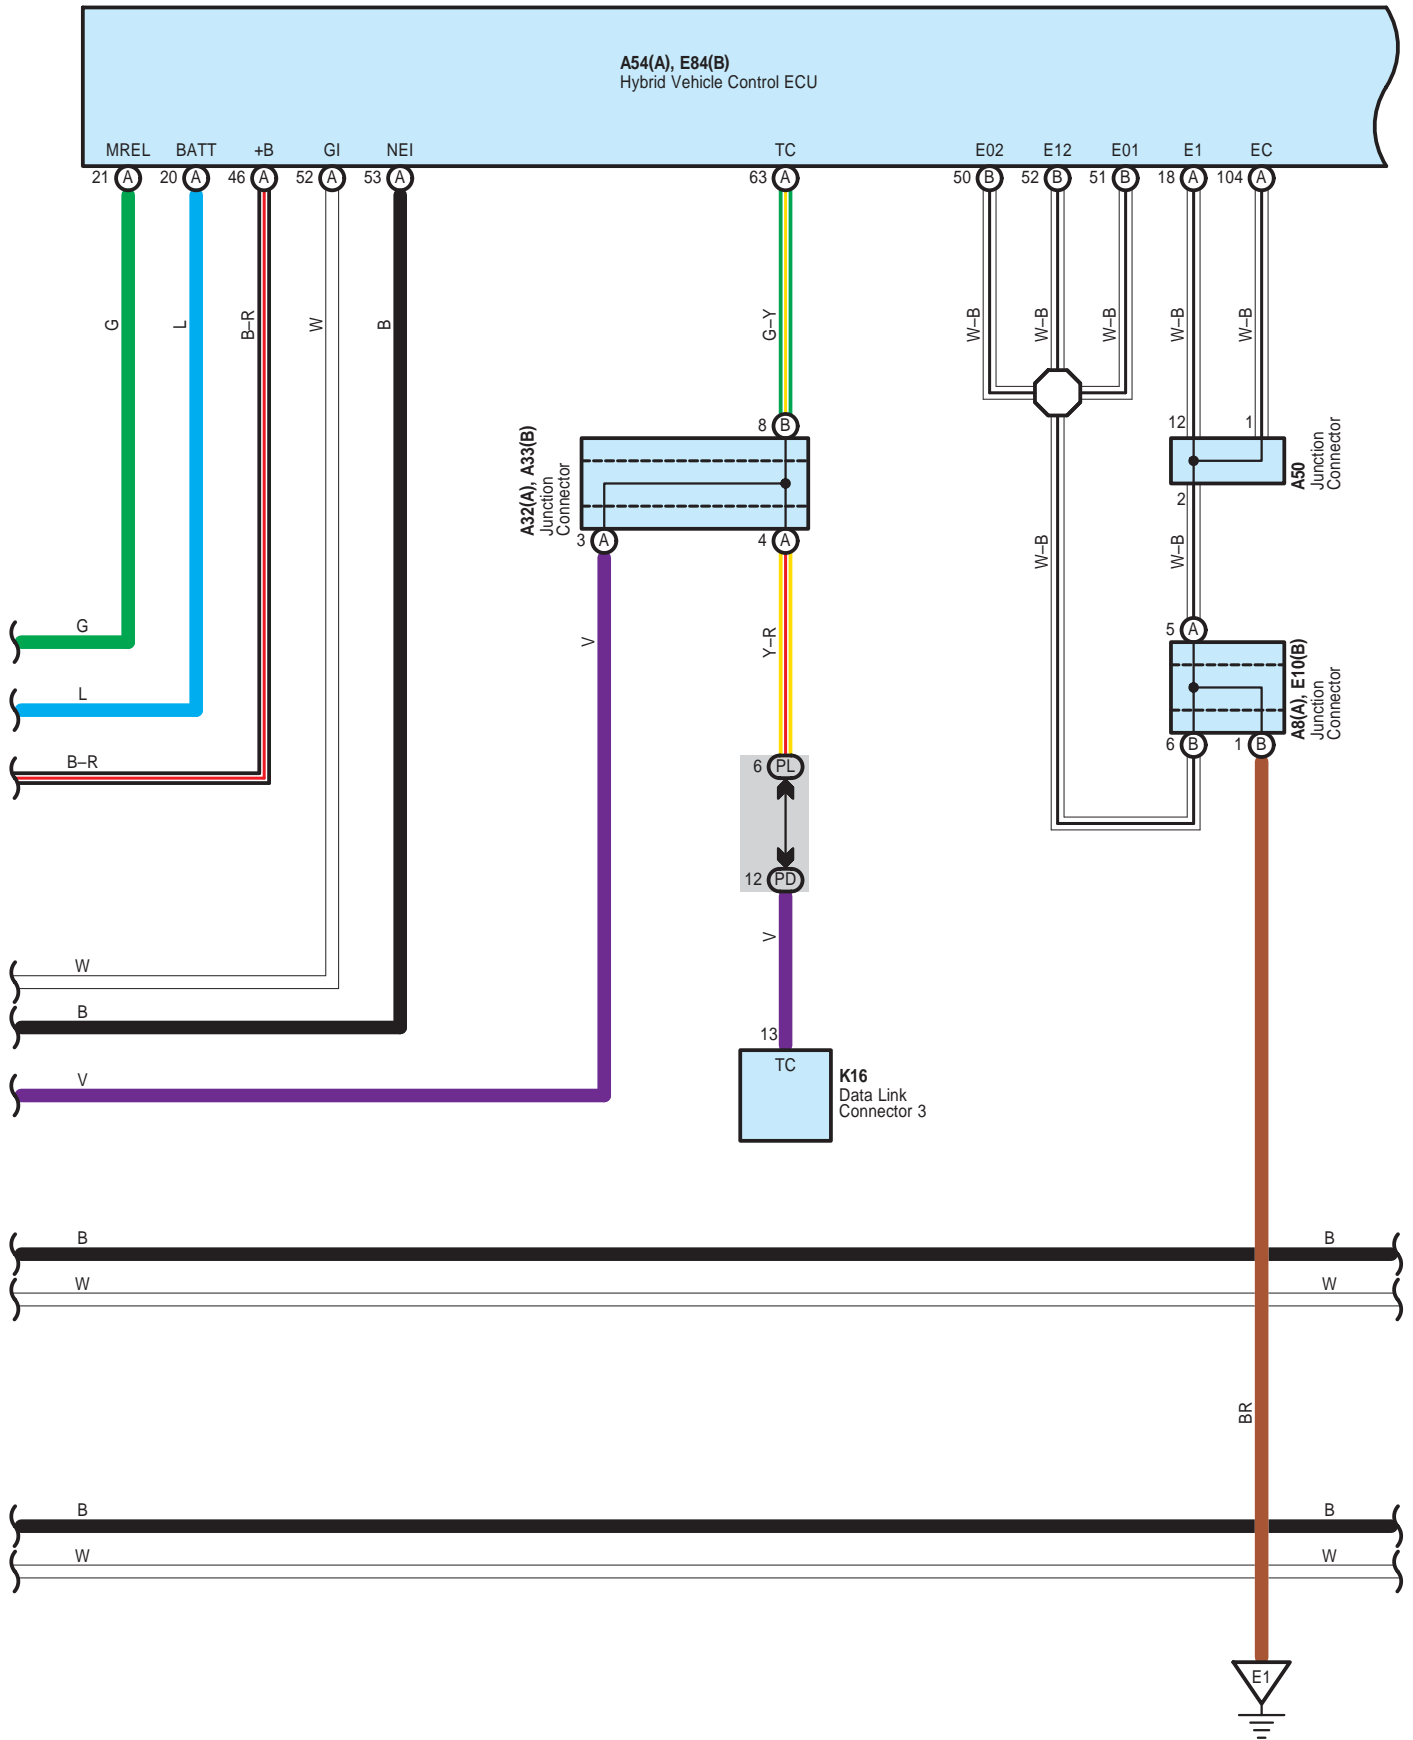 A54(A), E84(B)
Hybrid Vehicle Control ECU
MREL BATT +B GI NEI TC E02 E12 E01 E1 EC
21 A 20 A 46 A 52 A 53 A 63 A 50 B 52 B 51 B 18 A 104 A
G L B–R W B G–Y W–B W–B W–B W–B W–B
8 B
12 1
A32(A), A33(B)
Junction
Connector
A50
Junction
Connector
2
3 A 4 A
W–B W–B
V Y–R
5 A
G
A8(A), E10(B)
Junction
Connector
L
6 B 1 B
B–R
6 PL
12 PD
V
W
B
13
TC
K16
Data Link
Connector 3
V
B B
W W
BR
B B
W W
E1